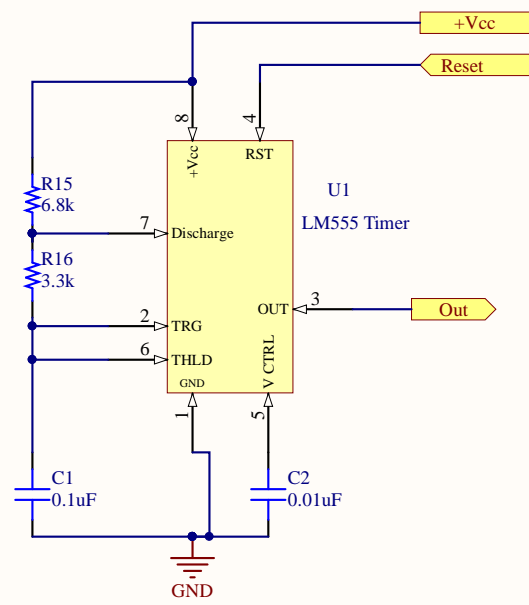 +Vcc
Reset
8
4
+Vcc
RST
U1
LM555 Timer
R15
6.8k
7
Discharge
R16
3.3k
2
TRG
OUT
3
Out
6
THLD
GND
V CTRL
1
5
C1
0.1uF
C2
0.01uF
GND